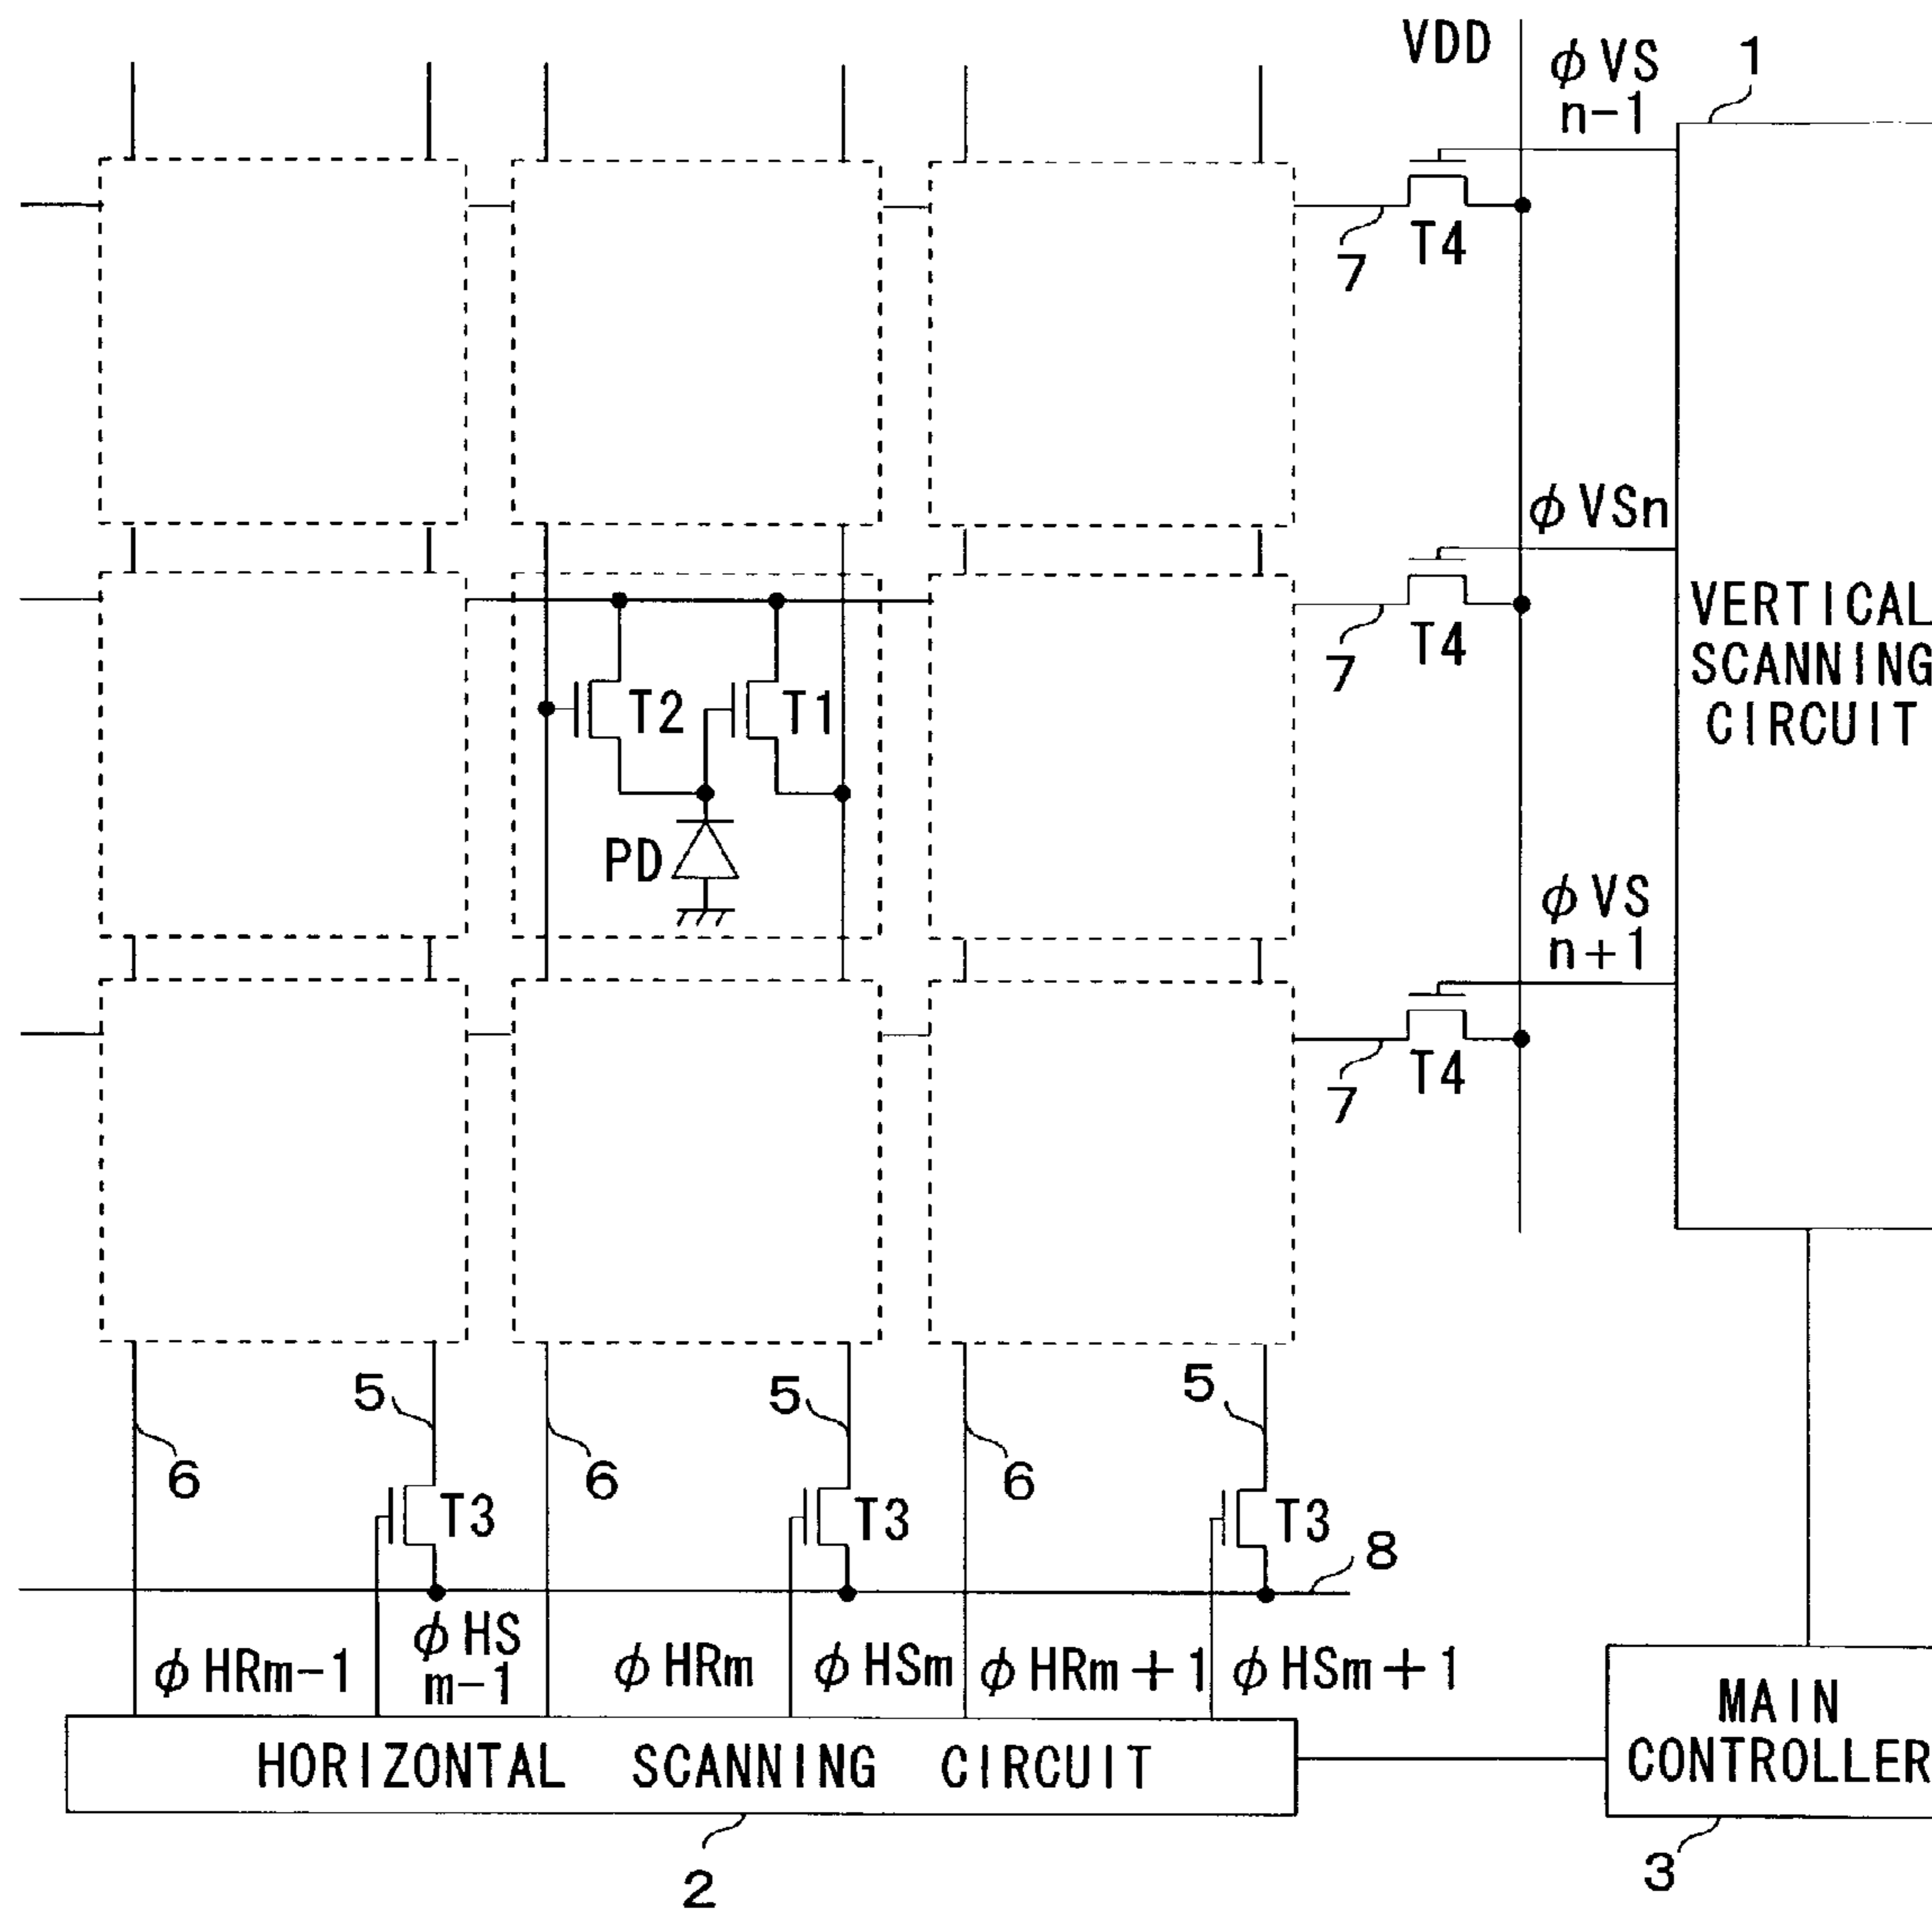 VDD
φVS
n-1
1
7
T4
φVSn
7
T4
VERTICAL
SCANNING
CIRCUIT
T2
T1
PD
φVS
n+1
7
T4
5
5
5
6
6
6
T3
T3
T3
8
φHRm-1
φHS
m-1
φHRm
φHSm
φHRm+1
φHSm+1
HORIZONTAL SCANNING CIRCUIT
MAIN
CONTROLLER
2
3